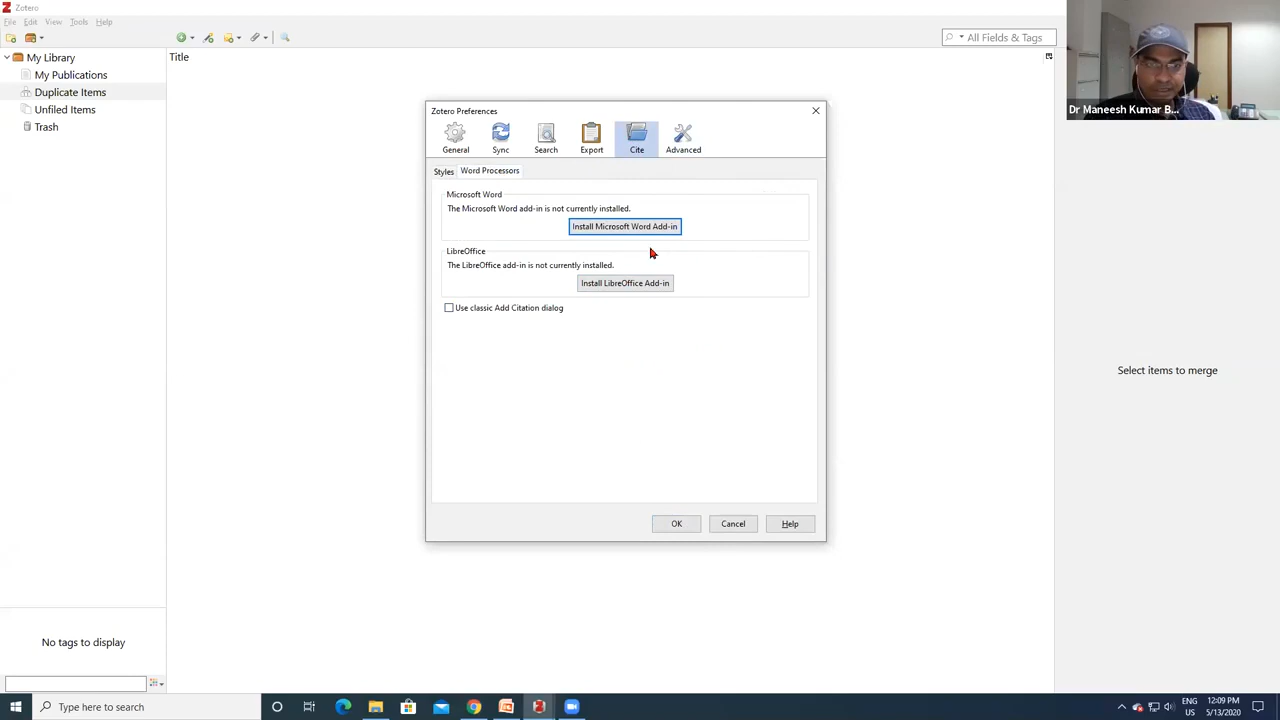 Zotero
File Edit View Tools Help
All Fields & Tags
My Library
My Publications
Duplicate Items
Unfiled Items
Trash
Title
Dr Maneesh Kumar B...
Zotero Preferences
General Sync Search Export Cite Advanced
Styles Word Processors
Microsoft Word
The Microsoft Word add-in is not currently installed.
Install Microsoft Word Add-in
LibreOffice
The LibreOffice add-in is not currently installed.
Install LibreOffice Add-in
Use classic Add Citation dialog
OK Cancel Help
Select items to merge
No tags to display
Type here to search
ENG
US
12:09 PM
5/13/2020